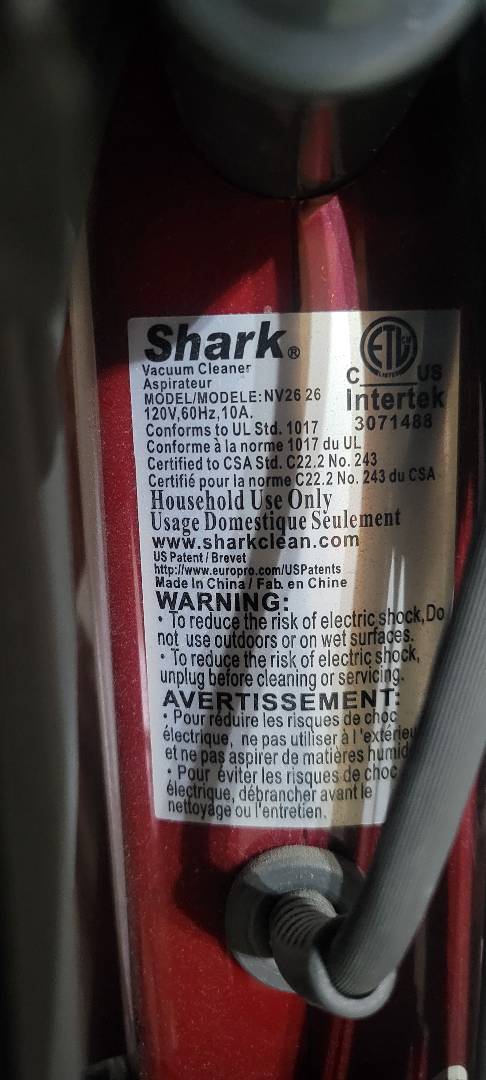 Shark®
Vacuum Cleaner
Aspirateur
MODEL/MODELE:NV26 26
120V,60Hz,10A.
Conforms to UL Std. 1017
Conforme à la norme 1017 du UL
Certified to CSA Std. C22.2 No. 243
Certifié pour la norme C22.2 No. 243 du CSA
ETL CM
LISTED
C US
Intertek
3071488
Household Use Only
Usage Domestique Seulement
www.sharkclean.com
US Patent / Brevet
http://www.europro.com/USPatents
Made In China / Fab. en Chine
WARNING:
• To reduce the risk of electric shock,Do
not use outdoors or on wet surfaces.
• To reduce the risk of electric shock,
unplug before cleaning or servicing.
AVERTISSEMENT:
• Pour réduire les risques de choc
électrique, ne pas utiliser à l'extérieu
et ne pas aspirer de matières humid
• Pour éviter les risques de choc
électrique, débrancher avant le
nettoyage ou l'entretien.